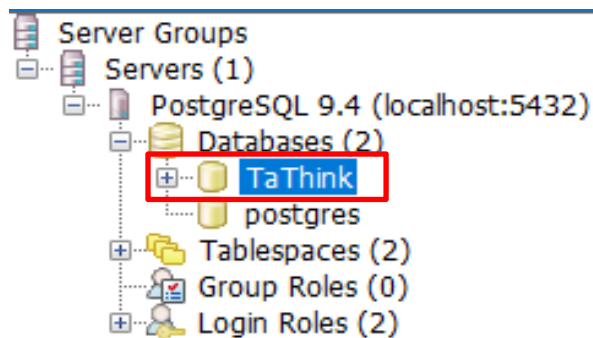 Server Groups
Servers (1)
PostgreSQL 9.4 (localhost:5432)
Databases (2)
TaThink
postgres
Tablespaces (2)
Group Roles (0)
Login Roles (2)